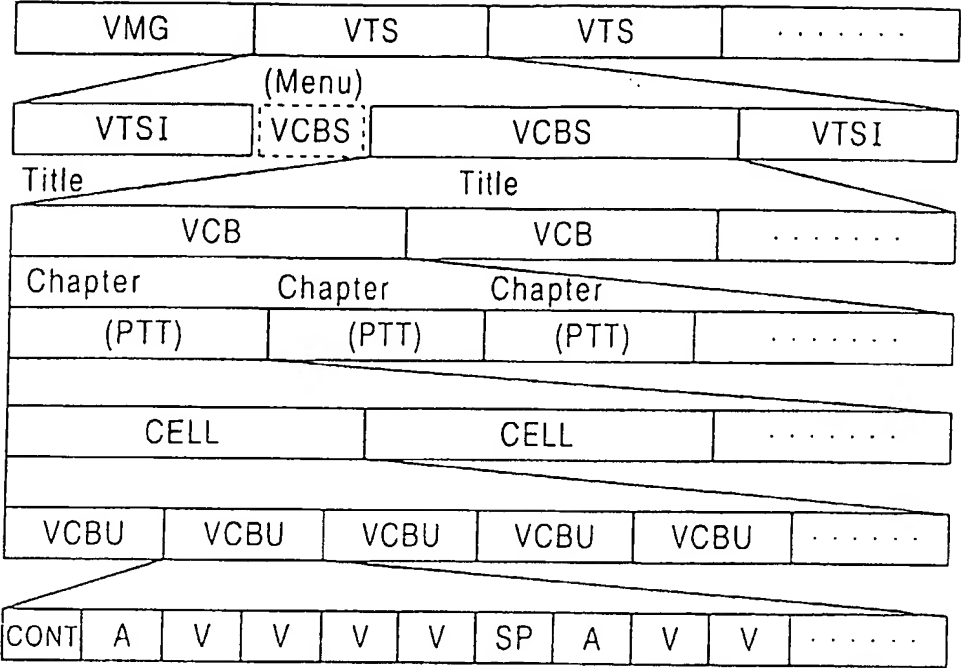 VMG VTS VTS .......
(Menu)
VTSI VCBS VCBS VTSI
Title Title
VCB VCB .......
Chapter Chapter Chapter
(PTT) (PTT) (PTT) .......
CELL CELL .......
VCBU VCBU VCBU VCBU VCBU ......
CONT A V V V V SP A V V ......